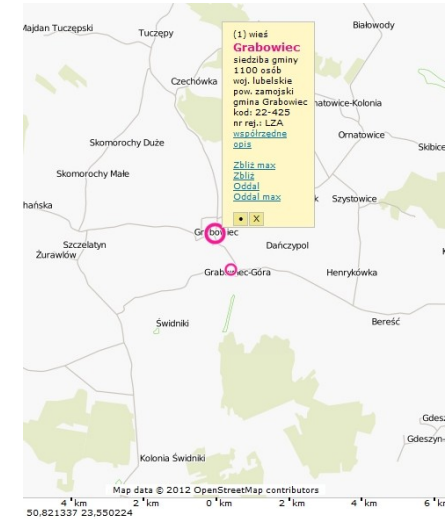 Majdan Tuczępski
Tuczępy
Białowody
(1) wieś
Grabowiec
siedziba gminy
1100 osób
woj. lubelskie
pow. zamojski
gmina Grabowiec
kod: 22-425
nr rej.: LZA
współrzędne
opis
Zbliż max
Zbliż
Oddal
Oddal max
• X
Czechówka
natowice-Kolonia
Ornatowice
Skibice
Skomorochy Duże
Skomorochy Małe
hańska
k
Szystowice
Grabowiec
Szczelatyn
Dańczypol
Żurawlów
Grabowiec-Góra
Henrykówka
Świdniki
Bereść
Gdesz
Gdeszyn-
Kolonia Świdniki
Map data © 2012 OpenStreetMap contributors
4 km 2 km 0 km 2 km 4 km 6 k
50,821337 23,550224